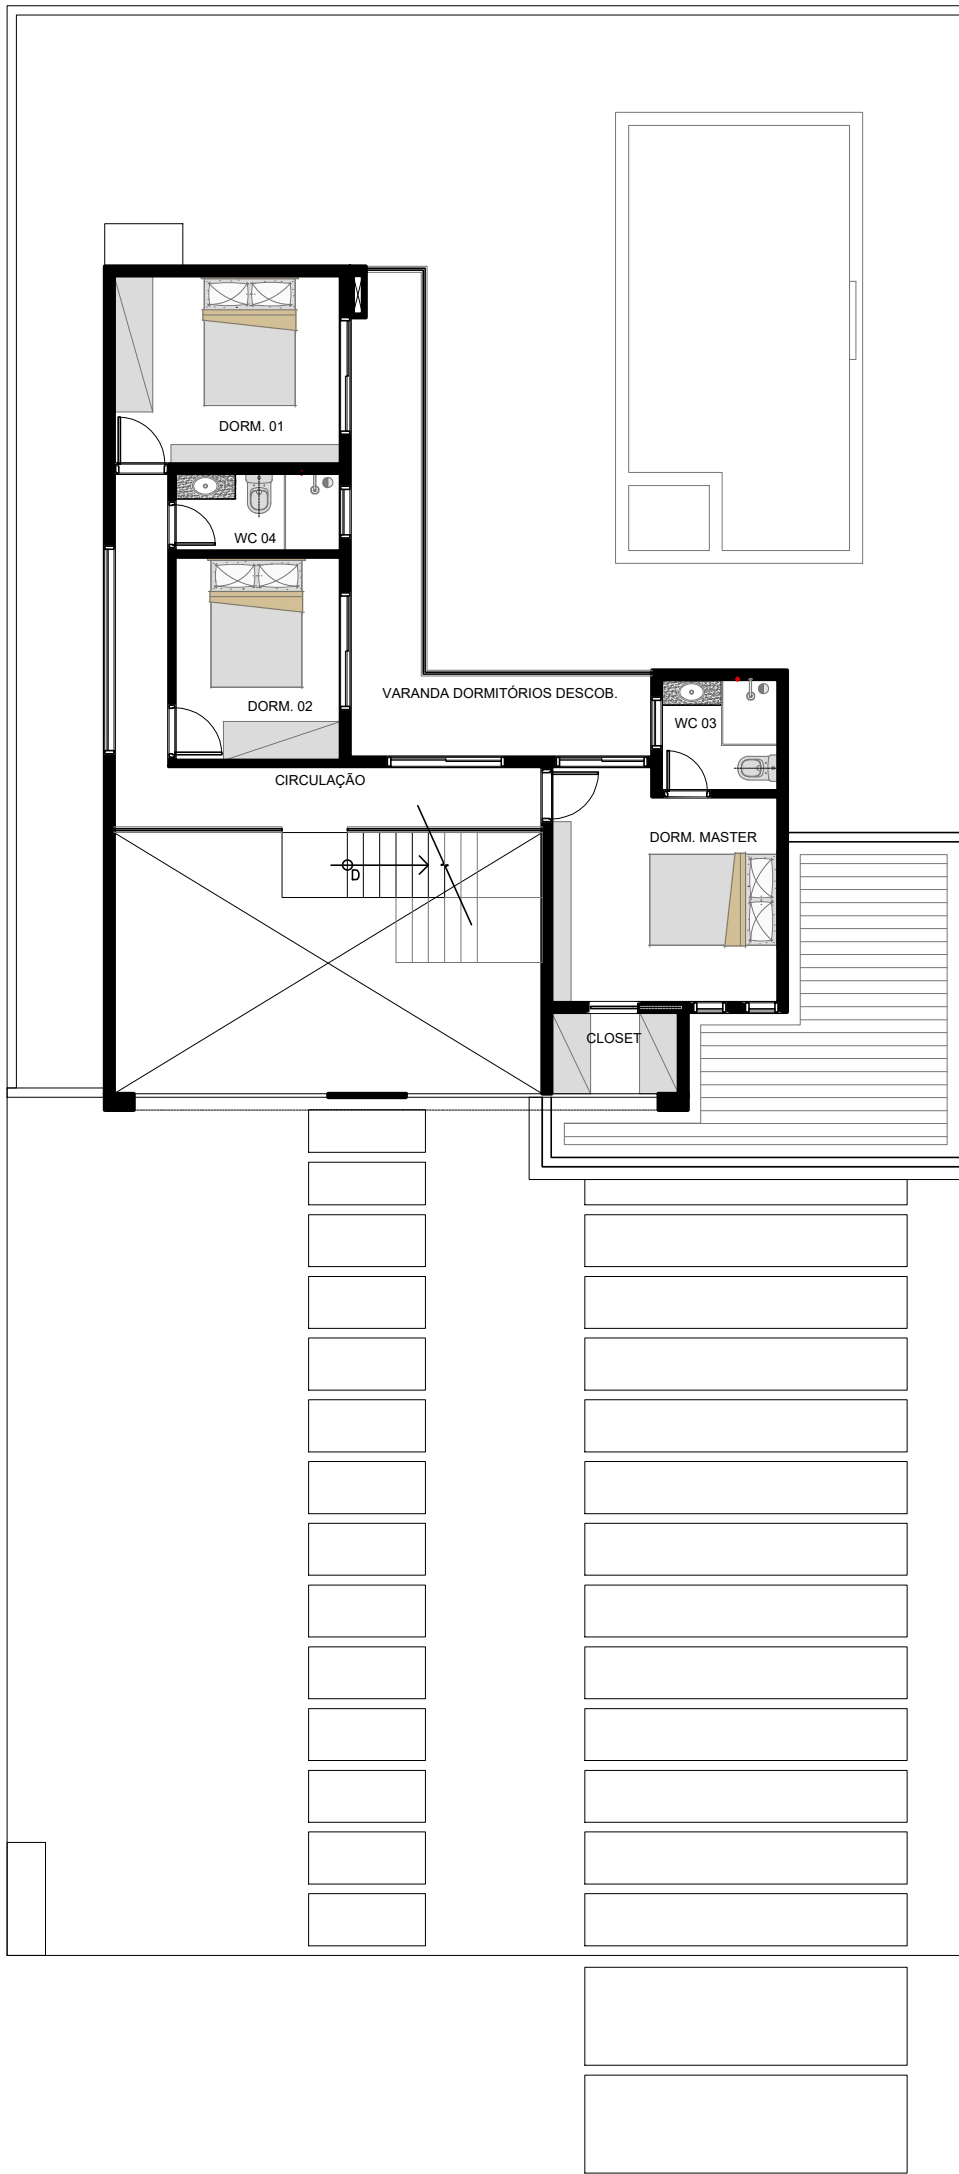 DORM. 01
WC 04
DORM. 02
VARANDA DORMITÓRIOS DESCOB.
WC 03
CIRCULAÇÃO
DORM. MASTER
D
CLOSET